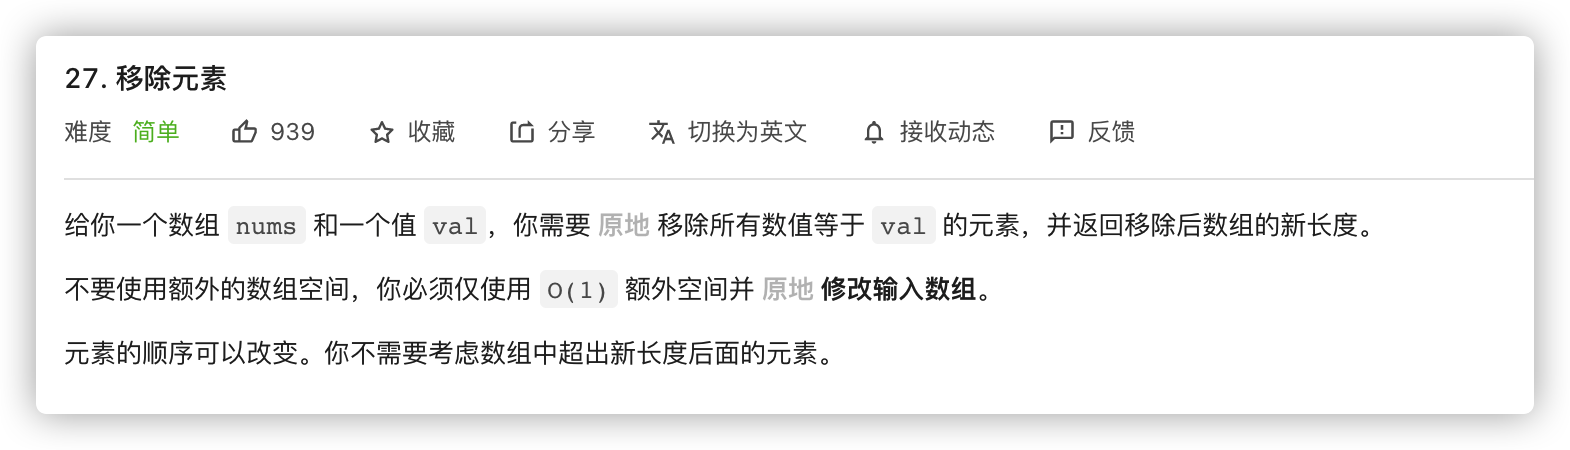 27. 移除元素
难度 简单 939 收藏 分享 切换为英文 接收动态 反馈
给你一个数组 nums 和一个值 val，你需要 原地 移除所有数值等于 val 的元素，并返回移除后数组的新长度。
不要使用额外的数组空间，你必须仅使用 O(1) 额外空间并 原地 修改输入数组。
元素的顺序可以改变。你不需要考虑数组中超出新长度后面的元素。